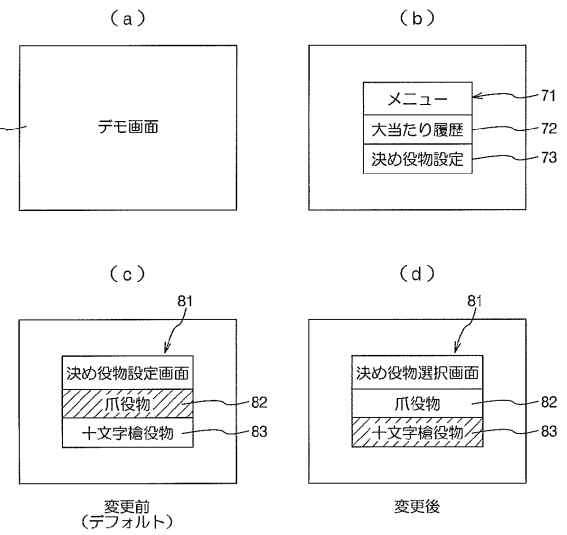 (a)
デモ画面
(b)
メニュー
71
大当たり履歴
72
決め役物設定
73
(c)
81
決め役物設定画面
爪役物
82
十文字槍役物
83
変更前
(デフォルト)
(d)
81
決め役物選択画面
爪役物
82
十文字槍役物
83
変更後